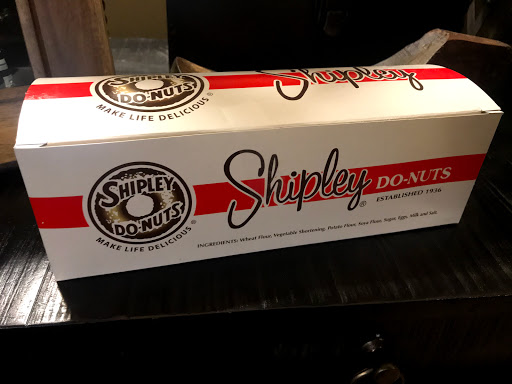 SHIPLEY
DO-NUTS
MAKE LIFE DELICIOUS
Shipley
SHIPLEY
DO-NUTS
MAKE LIFE DELICIOUS
Shipley® DO-NUTS
ESTABLISHED 1936
INGREDIENTS: Wheat Flour, Vegetable Shortening, Potato Flour, Soya Flour, Sugar, Eggs, Milk and Salt.